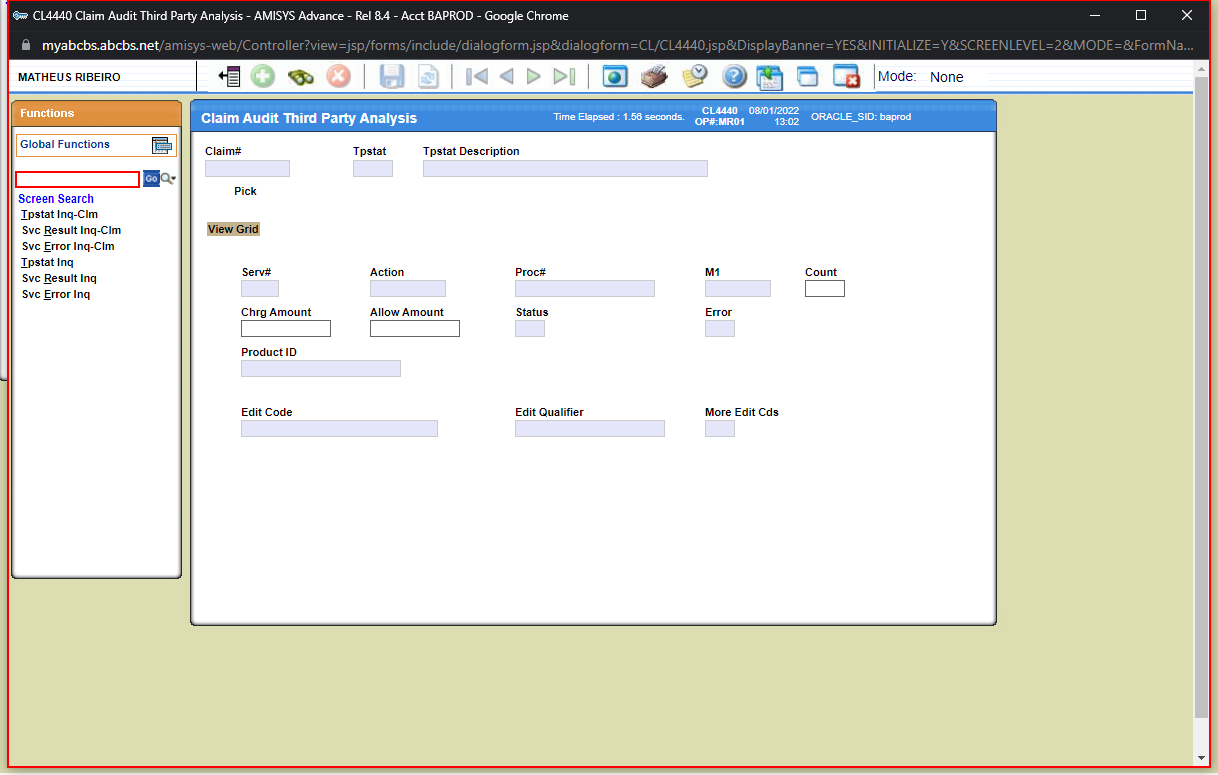 CL4440 Claim Audit Third Party Analysis - AMISYS Advance - Rel 8.4 - Acct BAPROD - Google Chrome
myabcbs.abcbs.net/amisys-web/Controller?view=jsp/forms/include/dialogform.jsp&dialogform=CL/CL4440.jsp&DisplayBanner=YES&INITIALIZE=Y&SCREENLEVEL=2&MODE=&FormNa...
MATHEUS RIBEIRO
Mode: None
Functions
Global Functions
Go
Screen Search
Tpstat Inq-Clm
Svc Result Inq-Clm
Svc Error Inq-Clm
Tpstat Inq
Svc Result Inq
Svc Error Inq
Claim Audit Third Party Analysis
Time Elapsed : 1.56 seconds.
CL4440 08/01/2022
OP#:MR01 13:02
ORACLE_SID: baprod
Claim# Tpstat Tpstat Description
Pick
View Grid
Serv# Action Proc# M1 Count
Chrg Amount Allow Amount Status Error
Product ID
Edit Code Edit Qualifier More Edit Cds